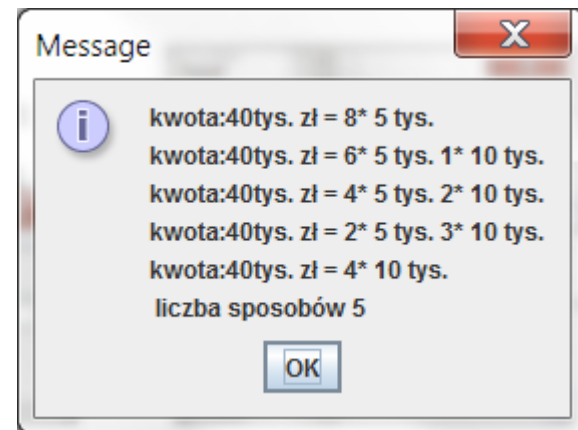 Message
kwota:40tys. zł = 8* 5 tys.
kwota:40tys. zł = 6* 5 tys. 1* 10 tys.
kwota:40tys. zł = 4* 5 tys. 2* 10 tys.
kwota:40tys. zł = 2* 5 tys. 3* 10 tys.
kwota:40tys. zł = 4* 10 tys.
liczba sposobów 5
OK